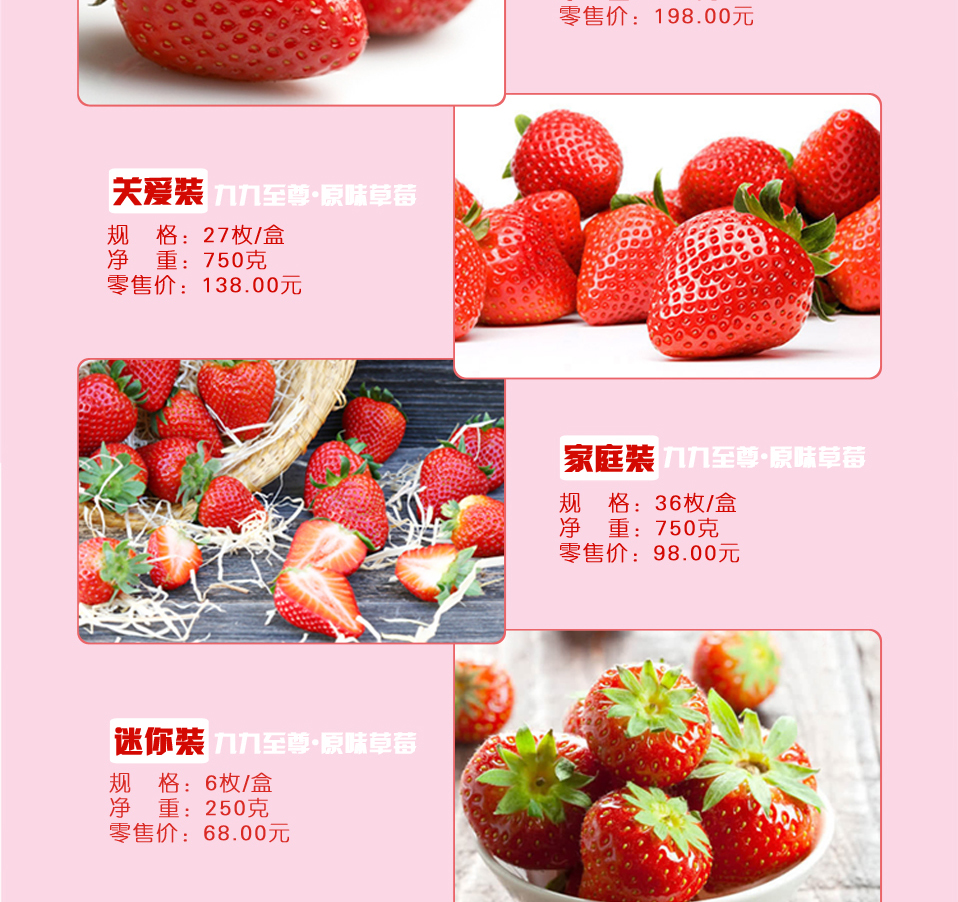 零售价：198.00元
关爱装 九九至尊·原味草莓
规 格：27枚/盒
净 重：750克
零售价：138.00元
家庭装 九九至尊·原味草莓
规 格：36枚/盒
净 重：750克
零售价：98.00元
迷你装 九九至尊·原味草莓
规 格：6枚/盒
净 重：250克
零售价：68.00元